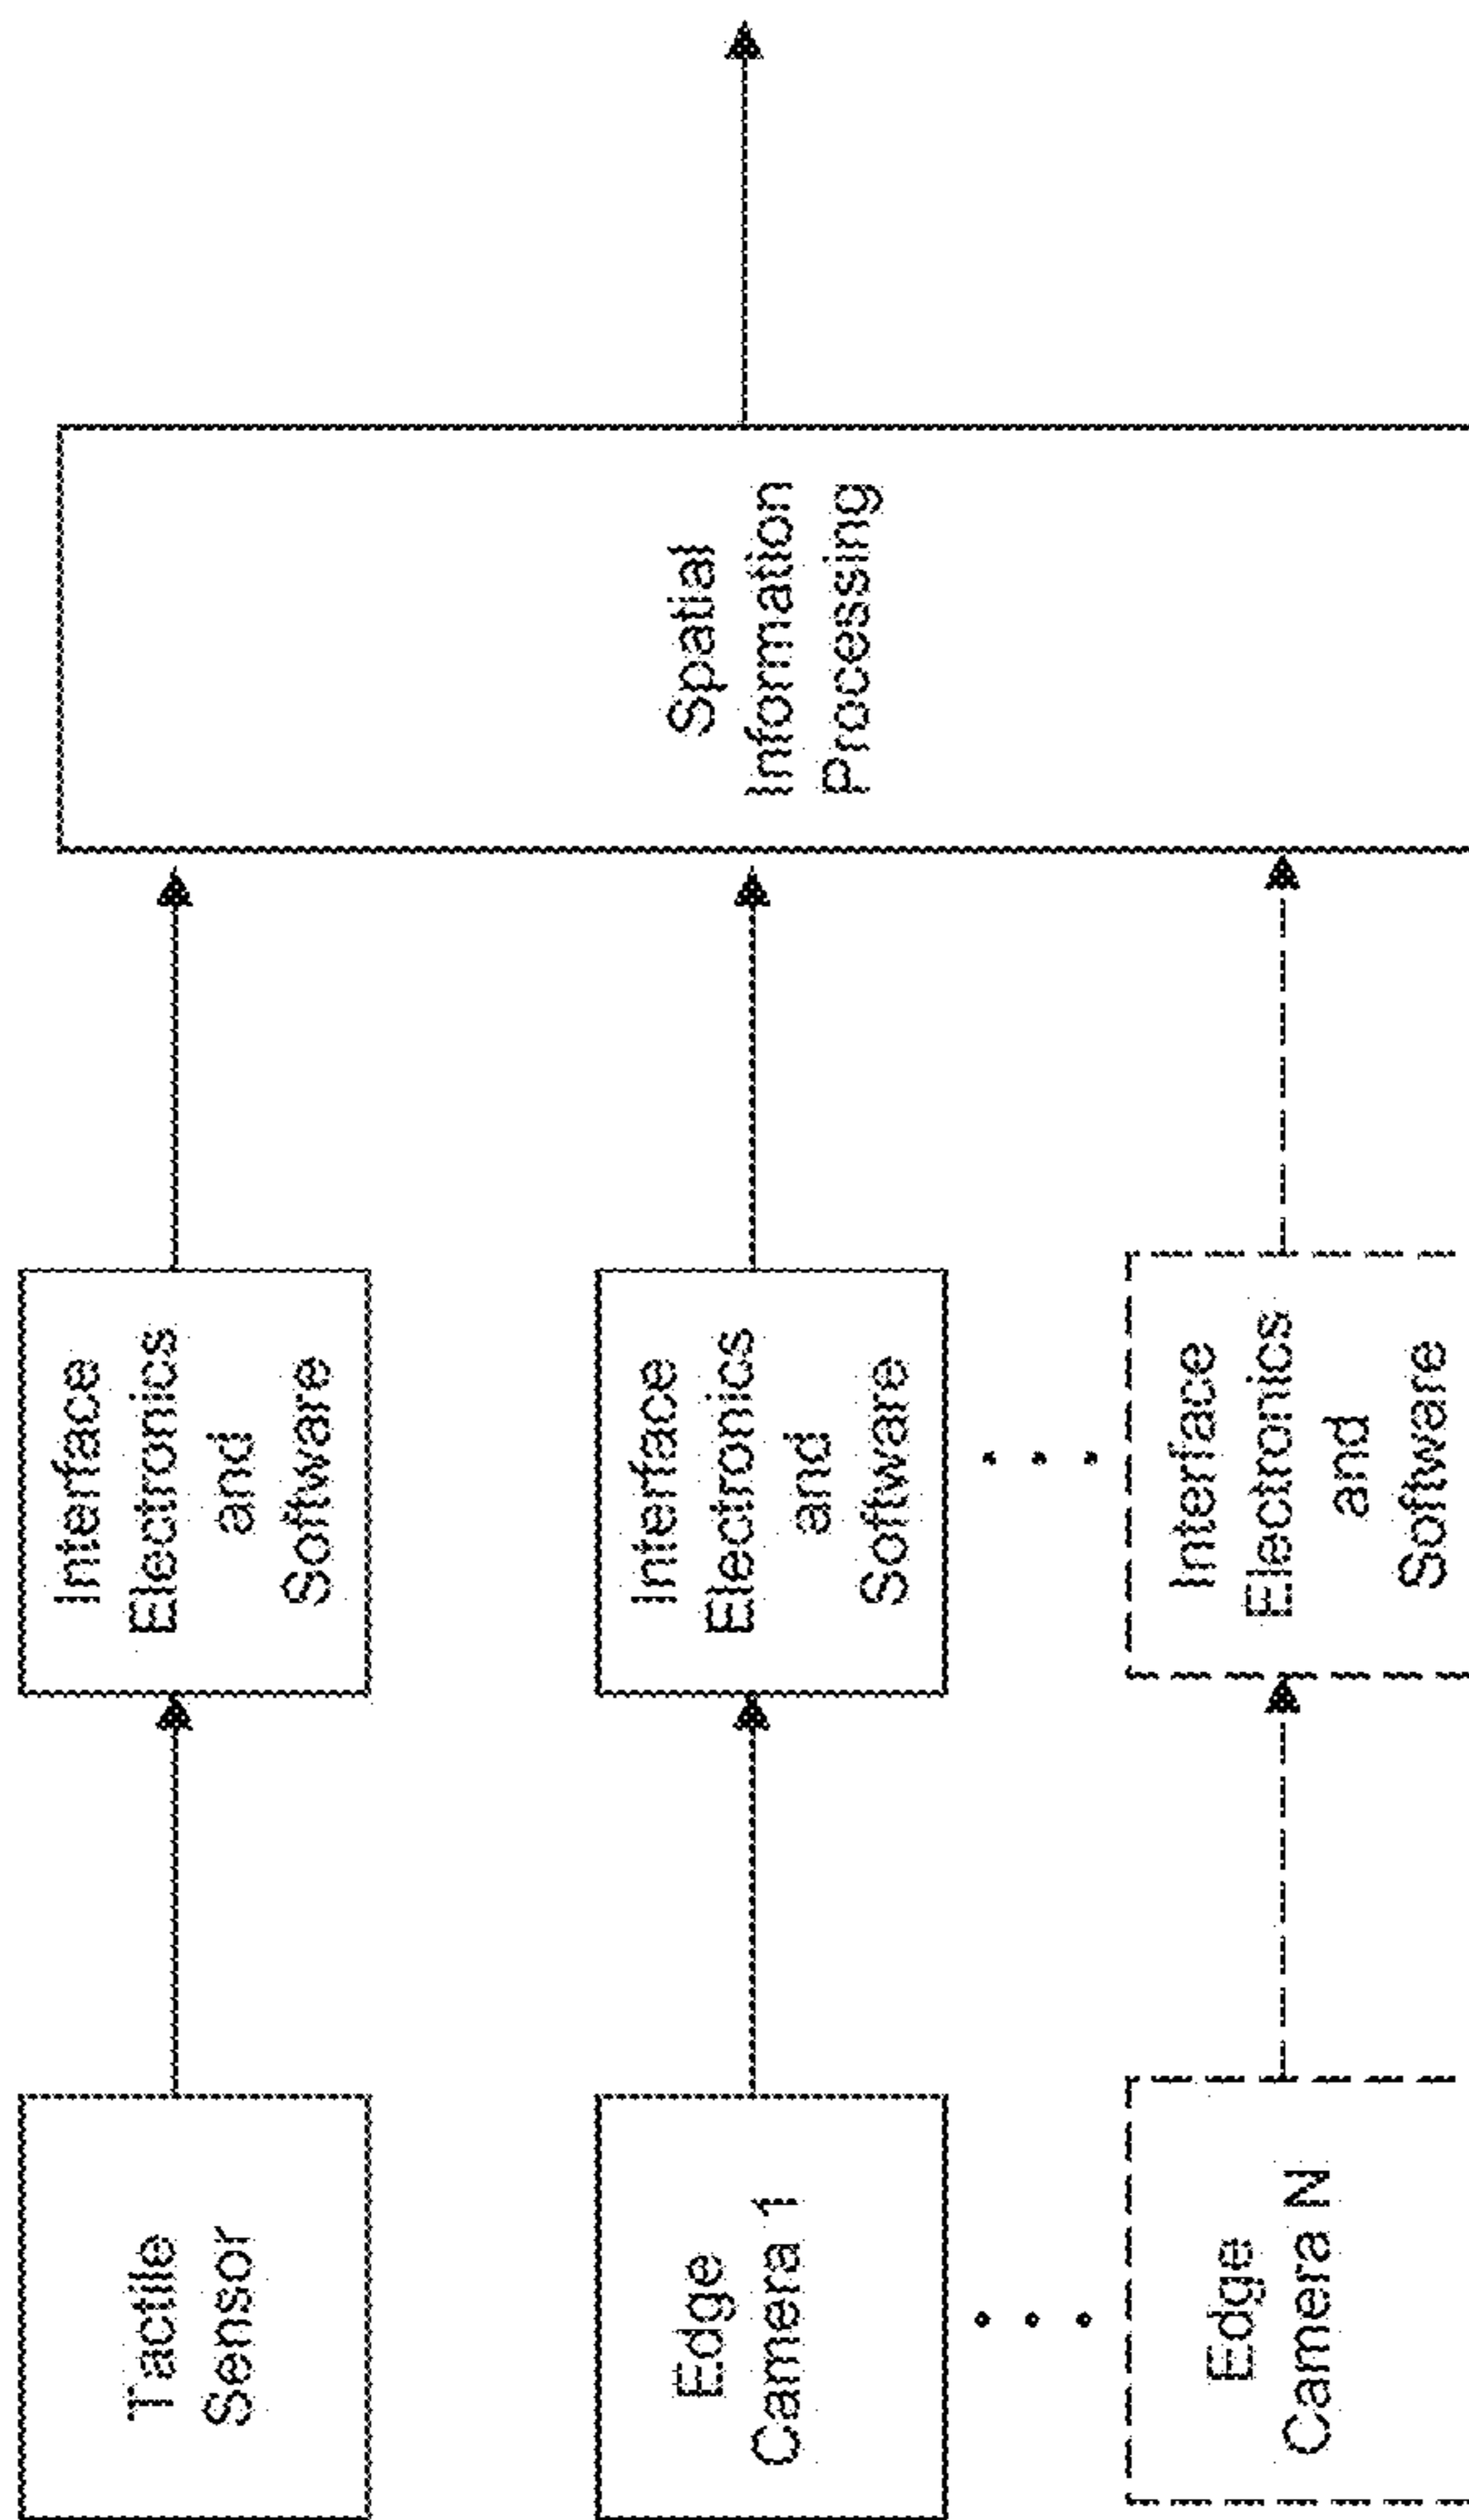 Tactile
Sensor
Interface
Electronics
and
Software
Edge
Camera 1
Interface
Electronics
and
Software
Edge
Camera N
Interface
Electronics
and
Software
Spatial
Information
Processing